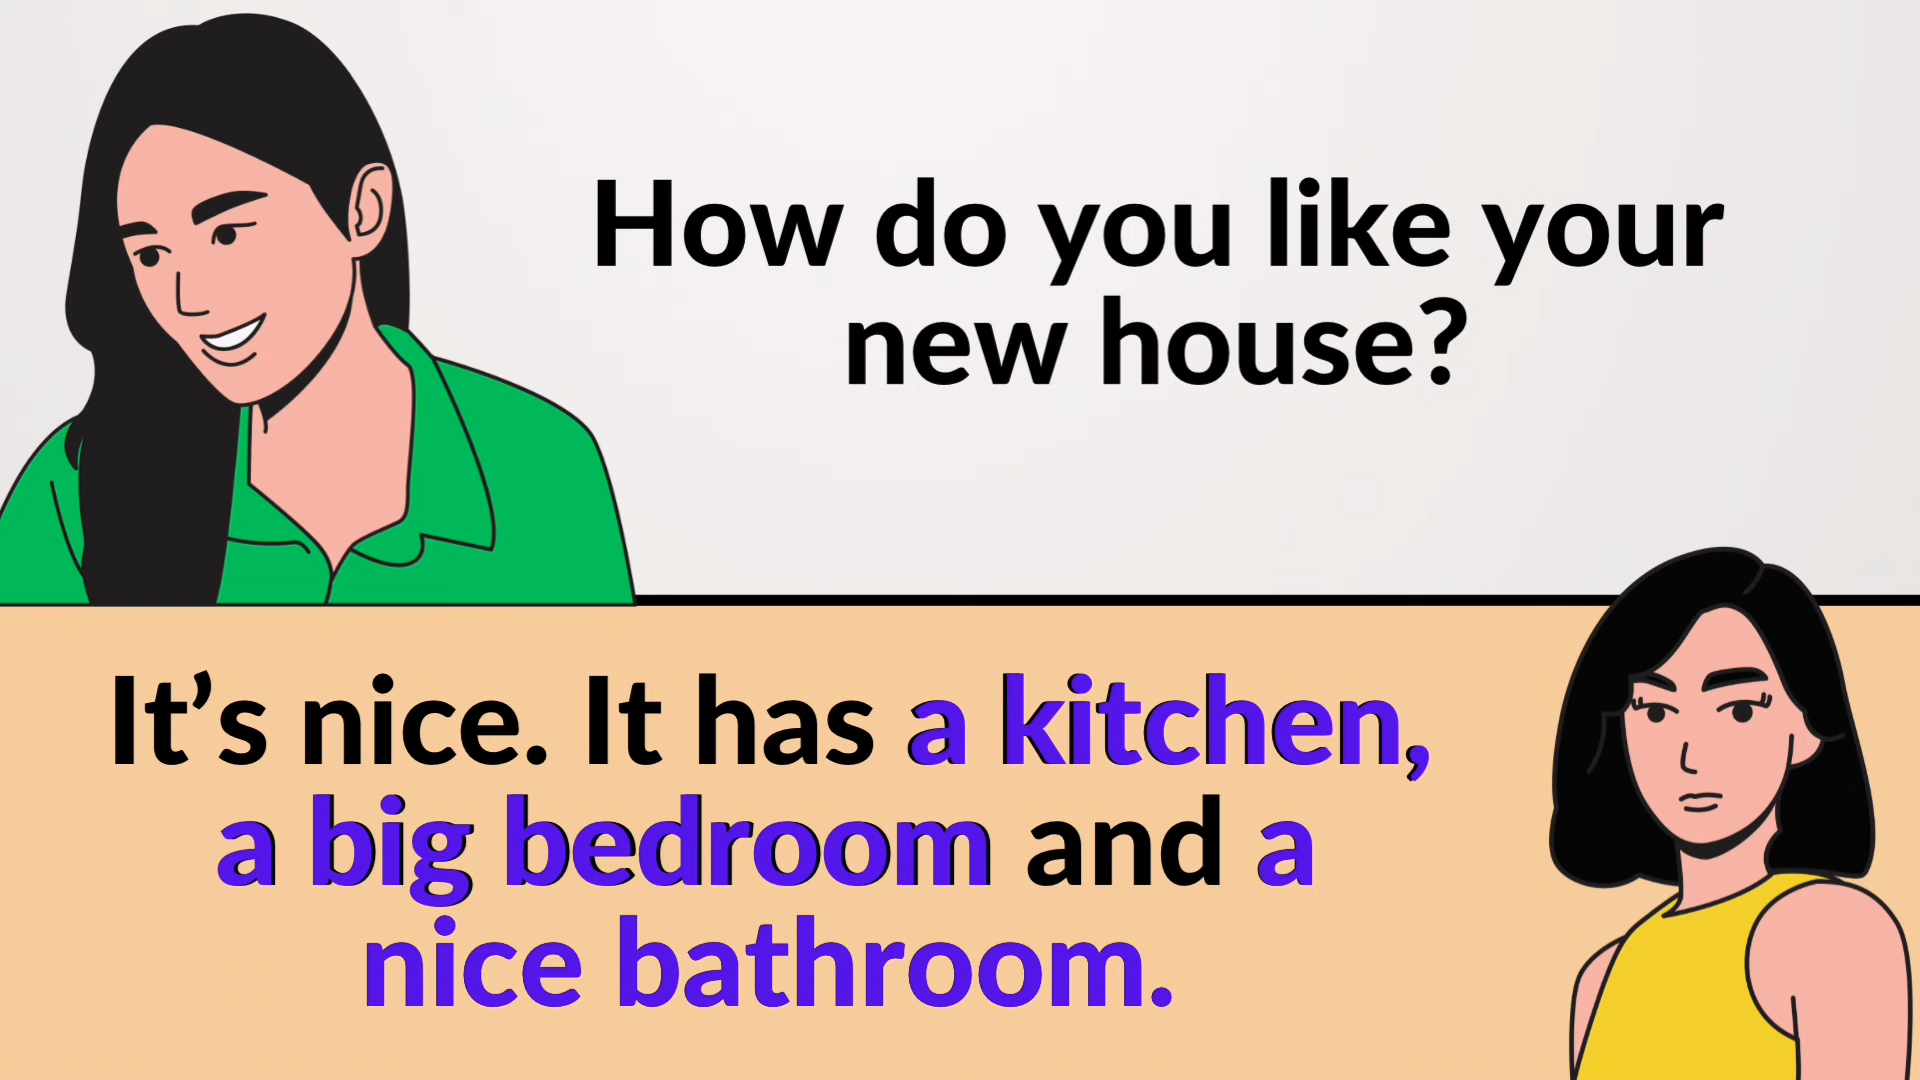 How do you like your
new house?
It’s nice. It has a kitchen,
a big bedroom and a
nice bathroom.